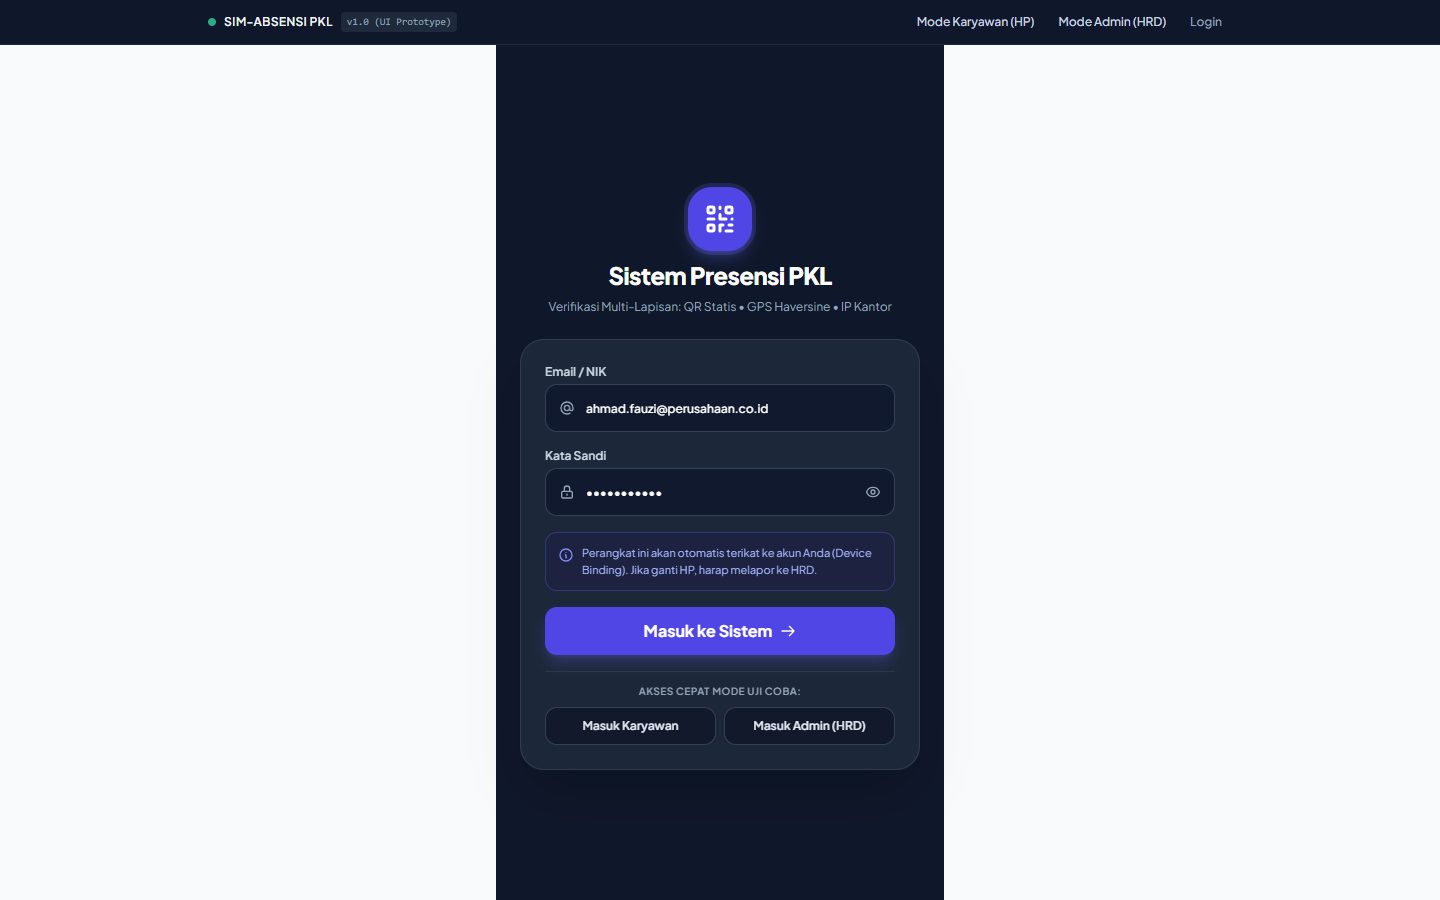 SIM-ABSENSI PKL v1.0 (UI Prototype) Mode Karyawan (HP) Mode Admin (HRD) Login
Sistem Presensi PKL
Verifikasi Multi-Lapisan: QR Statis • GPS Haversine • IP Kantor
Email / NIK
ahmad.fauzi@perusahaan.co.id
Kata Sandi
•••••••••••
Perangkat ini akan otomatis terikat ke akun Anda (Device
Binding). Jika ganti HP, harap melapor ke HRD.
Masuk ke Sistem →
AKSES CEPAT MODE UJI COBA:
Masuk Karyawan Masuk Admin (HRD)